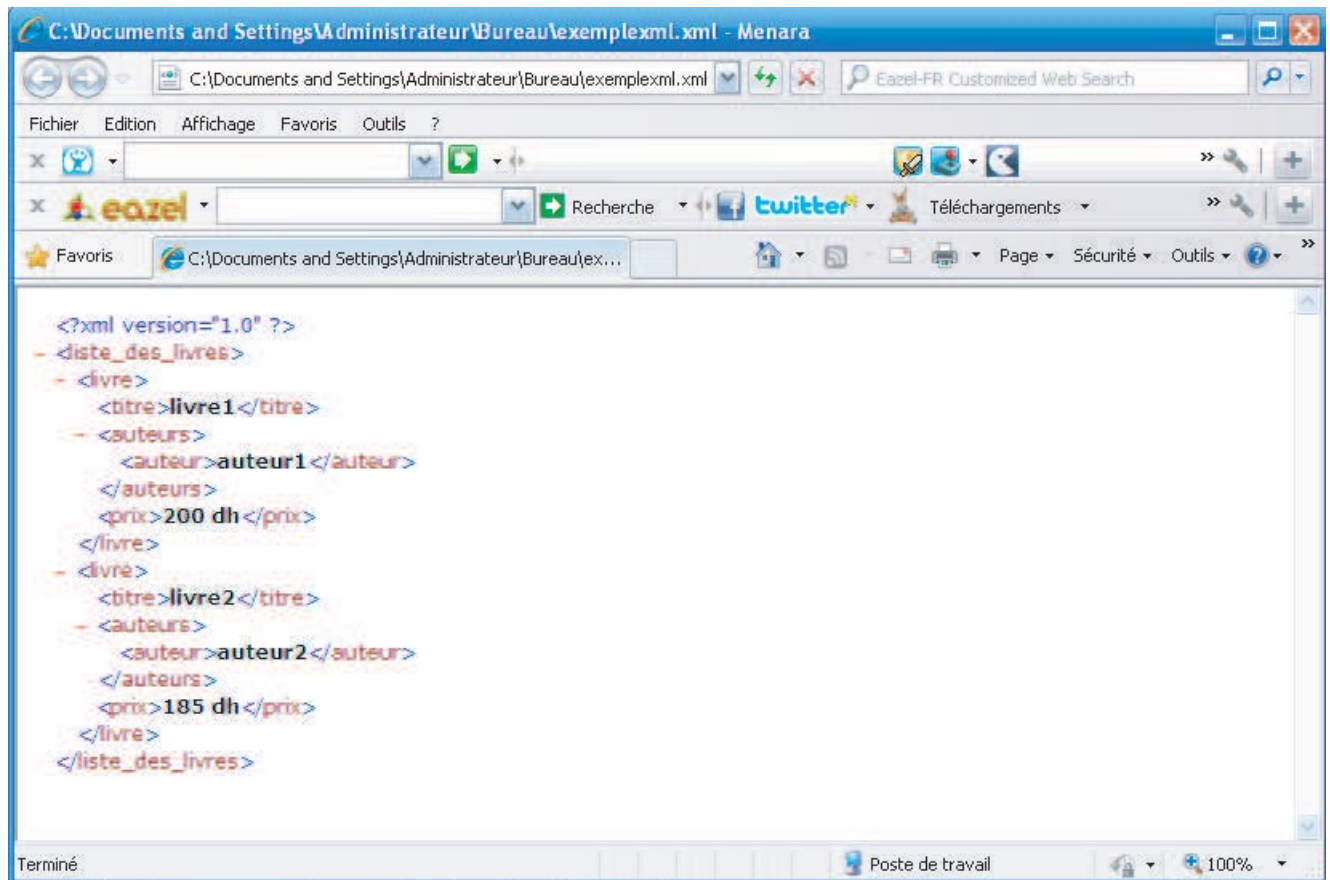 C:\Documents and Settings\Administrateur\Bureau\exemplexml.xml - Menara
C:\Documents and Settings\Administrateur\Bureau\exemplexml.xml Eazel-FR Customized Web Search
Fichier Edition Affichage Favoris Outils ?
eazel Recherche twitter Téléchargements
Favoris C:\Documents and Settings\Administrateur\Bureau\ex... Page Sécurité Outils
<?xml version="1.0" ?>
- <liste_des_livres>
- <livre>
<titre>livre1</titre>
- <auteurs>
<auteur>auteur1</auteur>
</auteurs>
<prix>200 dh</prix>
</livre>
- <livre>
<titre>livre2</titre>
- <auteurs>
<auteur>auteur2</auteur>
</auteurs>
<prix>185 dh</prix>
</livre>
</liste_des_livres>
Terminé Poste de travail 100%